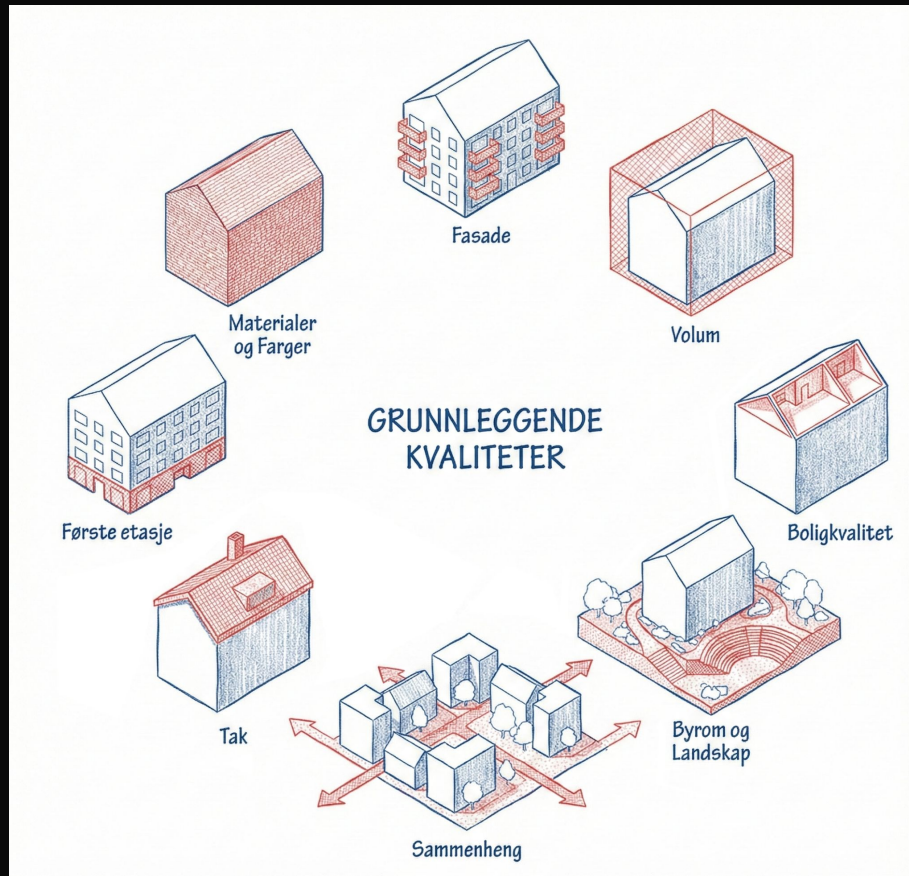 Fasade
Materialer
og Farger
Volum
GRUNNLEGGENDE
KVALITETER
Første etasje
Boligkvalitet
Tak
Byrom og
Landskap
Sammenheng